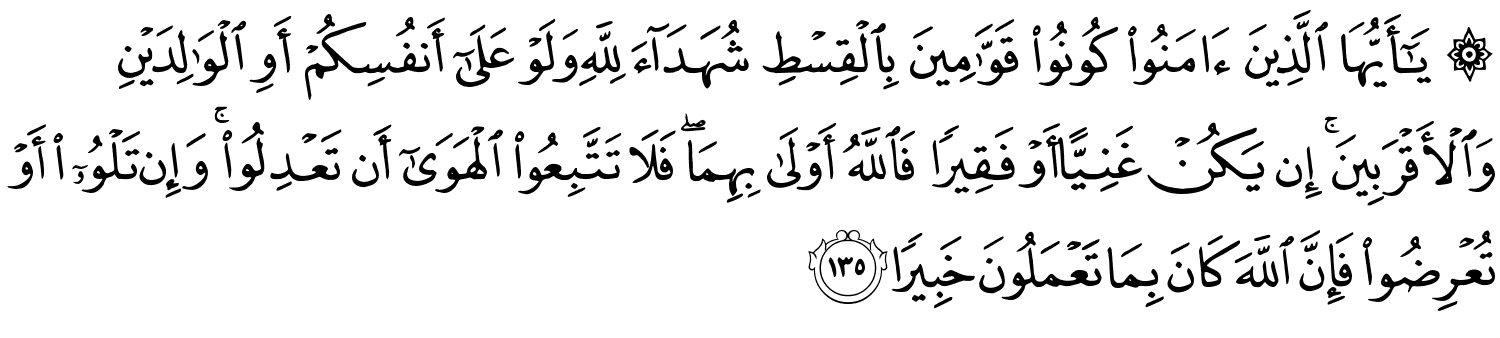 ۞ يَـٰٓأَيُّهَا ٱلَّذِينَ ءَامَنُوا۟ كُونُوا۟ قَوَّٰمِينَ بِٱلْقِسْطِ شُهَدَآءَ لِلَّهِ وَلَوْ عَلَىٰٓ أَنفُسِكُمْ أَوِ ٱلْوَٰلِدَيْنِ
وَٱلْأَقْرَبِينَ ۚ إِن يَكُنْ غَنِيًّا أَوْ فَقِيرًا فَٱللَّهُ أَوْلَىٰ بِهِمَا ۖ فَلَا تَتَّبِعُوا۟ ٱلْهَوَىٰٓ أَن تَعْدِلُوا۟ ۚ وَإِن تَلْوُۥٓا۟ أَوْ
تُعْرِضُوا۟ فَإِنَّ ٱللَّهَ كَانَ بِمَا تَعْمَلُونَ خَبِيرًا ١٣٥